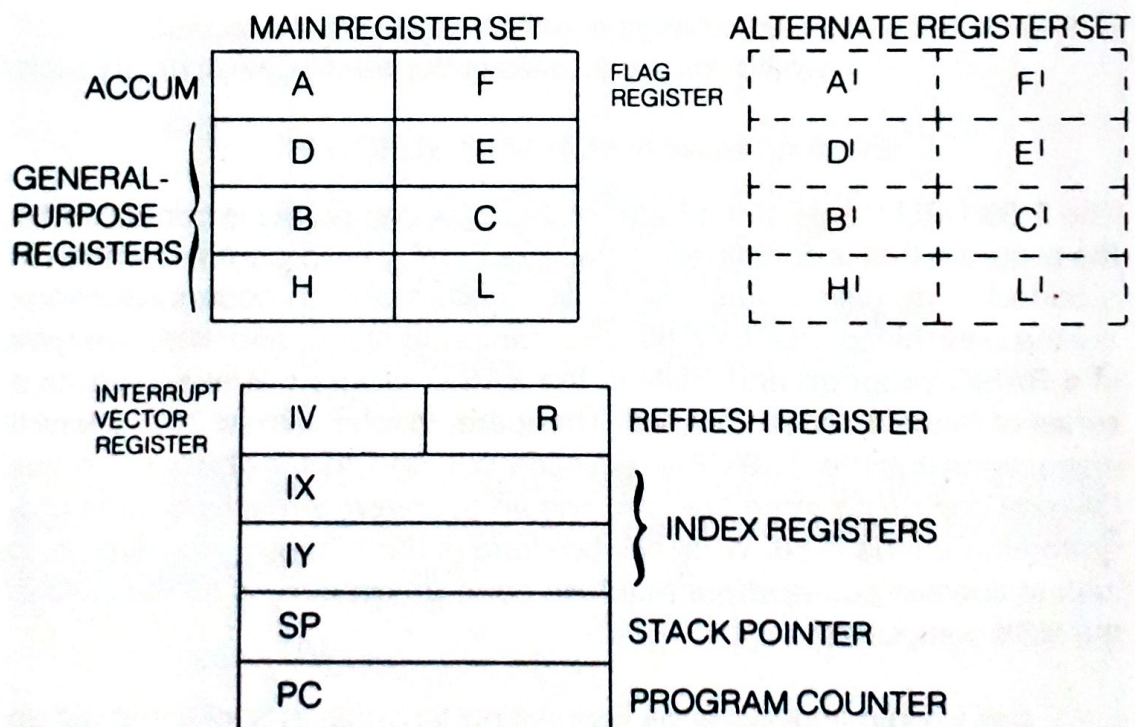 MAIN REGISTER SET
ALTERNATE REGISTER SET
ACCUM
A F
FLAG
REGISTER
A' F'
GENERAL-
PURPOSE
REGISTERS
D E
B C
H L
D' E'
B' C'
H' L'
INTERRUPT
VECTOR
REGISTER
IV R
REFRESH REGISTER
IX
IY
INDEX REGISTERS
SP
STACK POINTER
PC
PROGRAM COUNTER